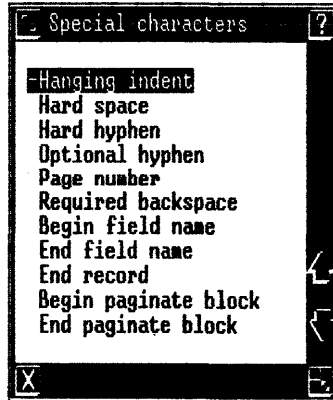 Special characters ?
-Hanging indent
Hard space
Hard hyphen
Optional hyphen
Page number
Required backspace
Begin field name
End field name
End record
Begin paginate block
End paginate block
X